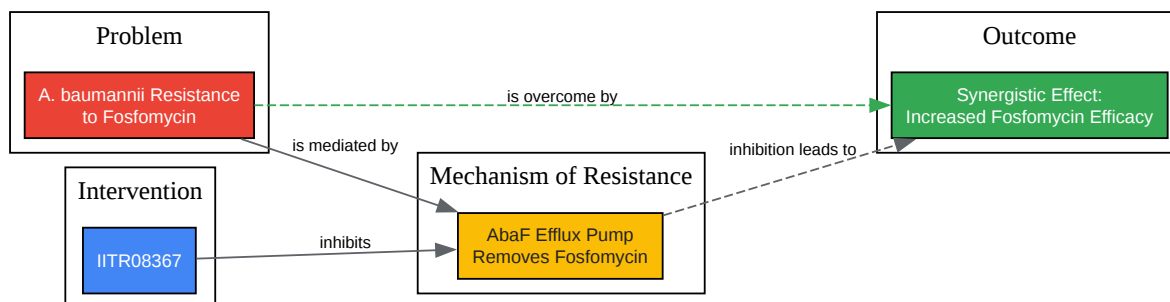 Problem
A. baumannii Resistance
to Fosfomycin
is overcome by
Outcome
Synergistic Effect:
Increased Fosfomycin Efficacy
is mediated by
inhibition leads to
Intervention
IITR08367
inhibits
Mechanism of Resistance
AbaF Efflux Pump
Removes Fosfomycin